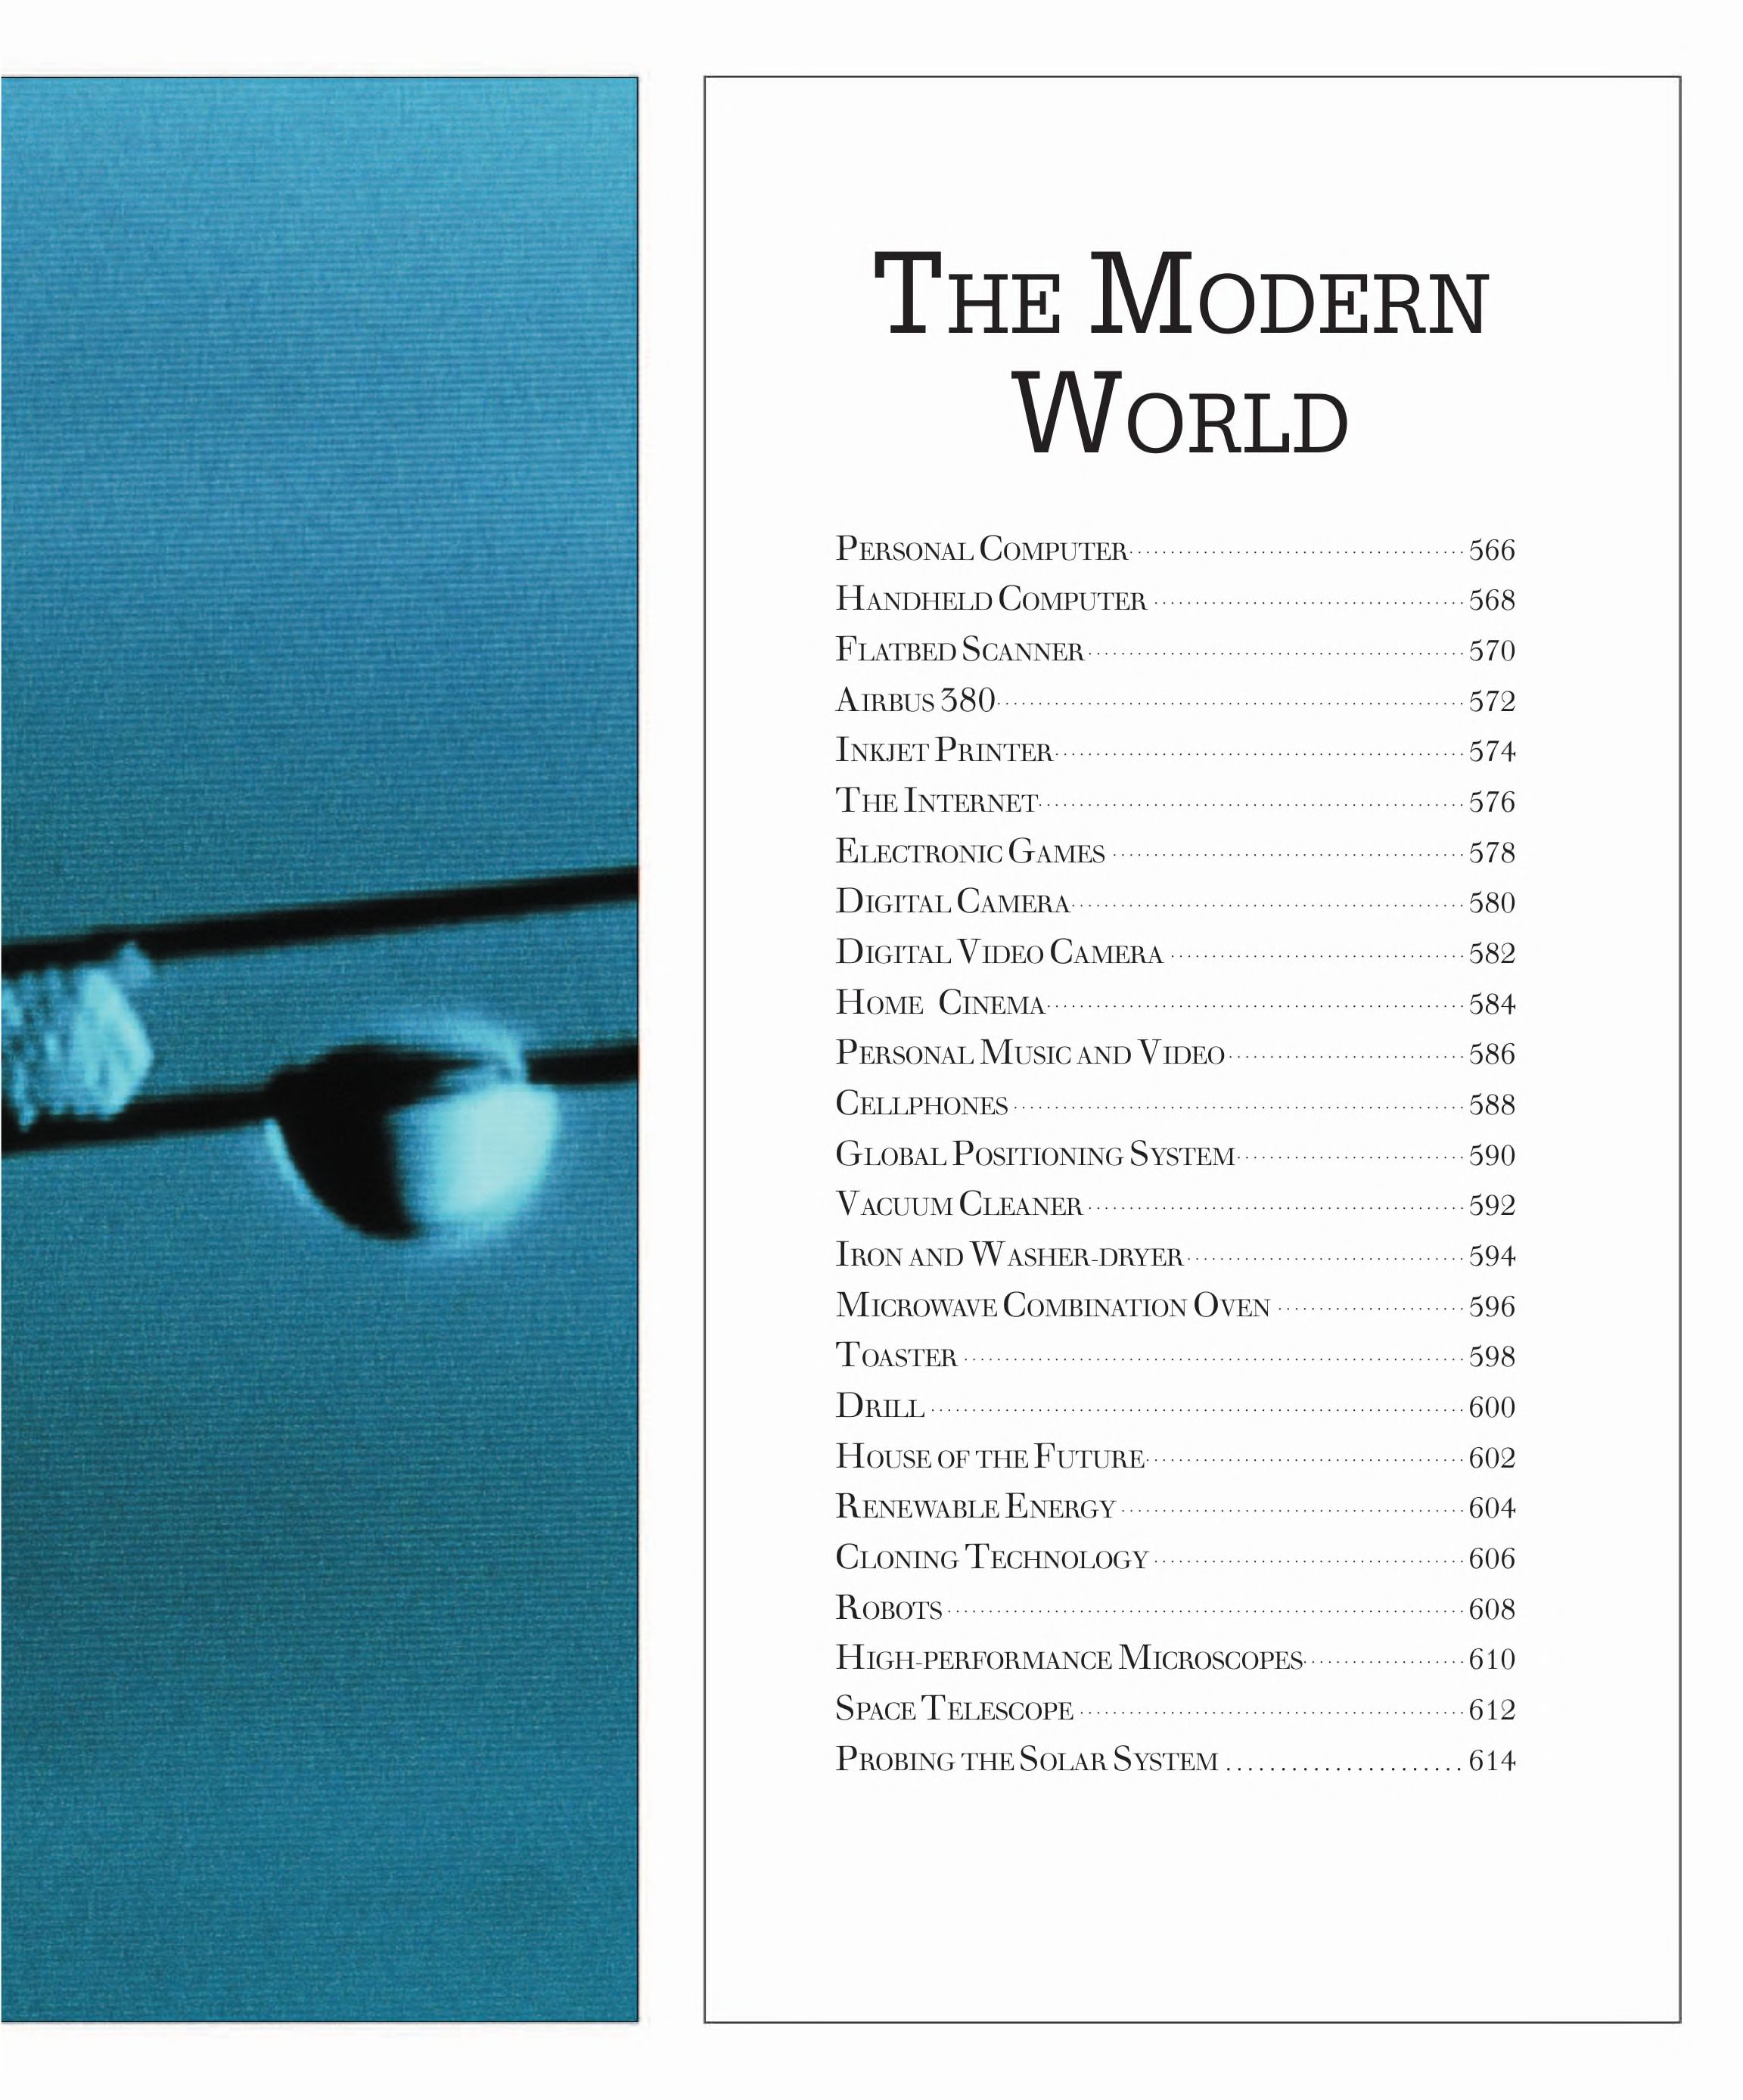 The Modern
World
Personal Computer 566
Handheld Computer 568
Flatbed Scanner 570
Airbus 380 572
Inkjet Printer 574
The Internet 576
Electronic Games 578
Digital Camera 580
Digital Video Camera 582
Home Cinema 584
Personal Music and Video 586
Cellphones 588
Global Positioning System 590
Vacuum Cleaner 592
Iron and Washer-dryer 594
Microwave Combination Oven 596
Toaster 598
Drill 600
House of the Future 602
Renewable Energy 604
Cloning Technology 606
Robots 608
High-performance Microscopes 610
Space Telescope 612
Probing the Solar System 614